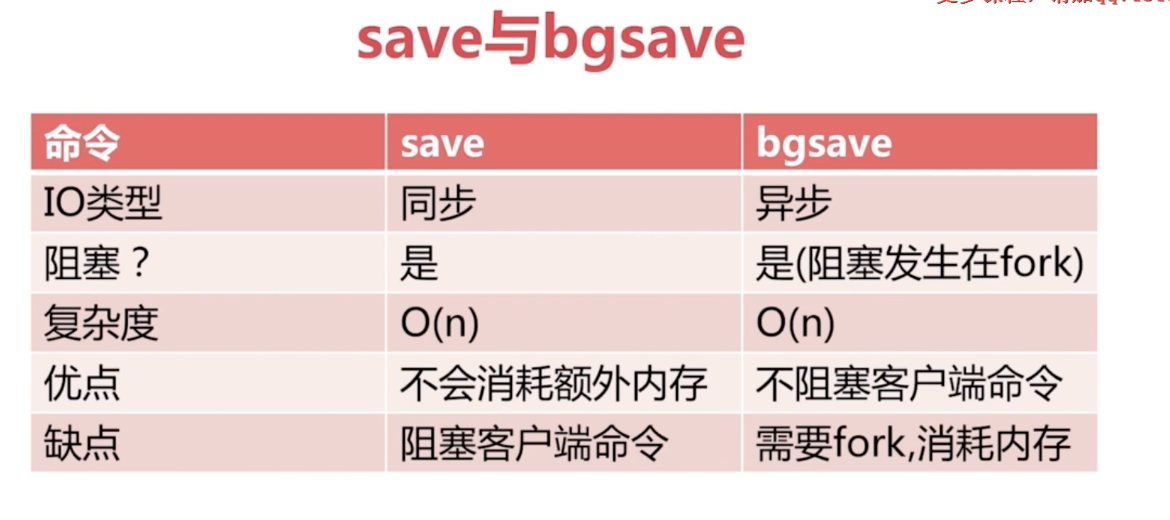 save与bgsave
命令 save bgsave
IO类型 同步 异步
阻塞？ 是 是(阻塞发生在fork)
复杂度 O(n) O(n)
优点 不会消耗额外内存 不阻塞客户端命令
缺点 阻塞客户端命令 需要fork,消耗内存